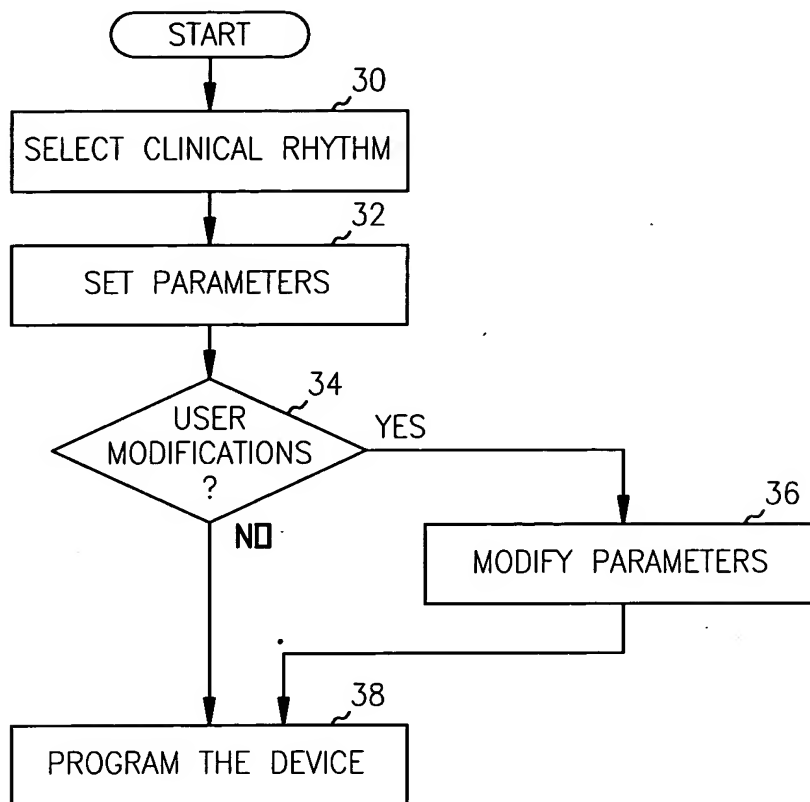 START
30
SELECT CLINICAL RHYTHM
32
SET PARAMETERS
34
USER
MODIFICATIONS
?
YES
NO
36
MODIFY PARAMETERS
38
PROGRAM THE DEVICE